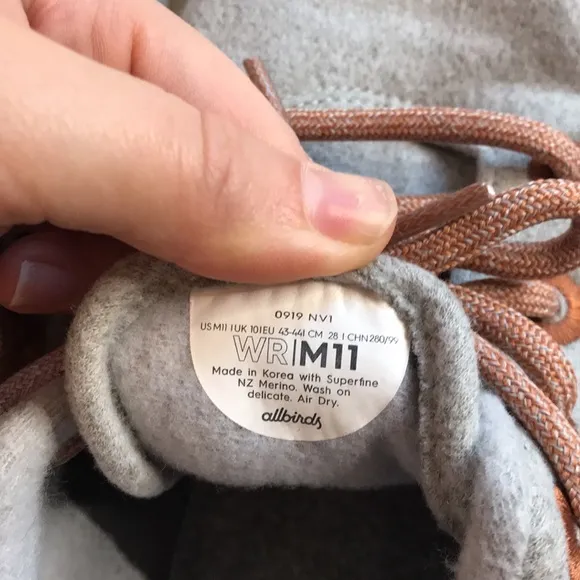 0919 NV1
US M11 | UK 10 | EU 43-44 | CM 28 | CHN280/99
WR|M11
Made in Korea with Superfine
NZ Merino. Wash on
delicate. Air Dry.
allbirds